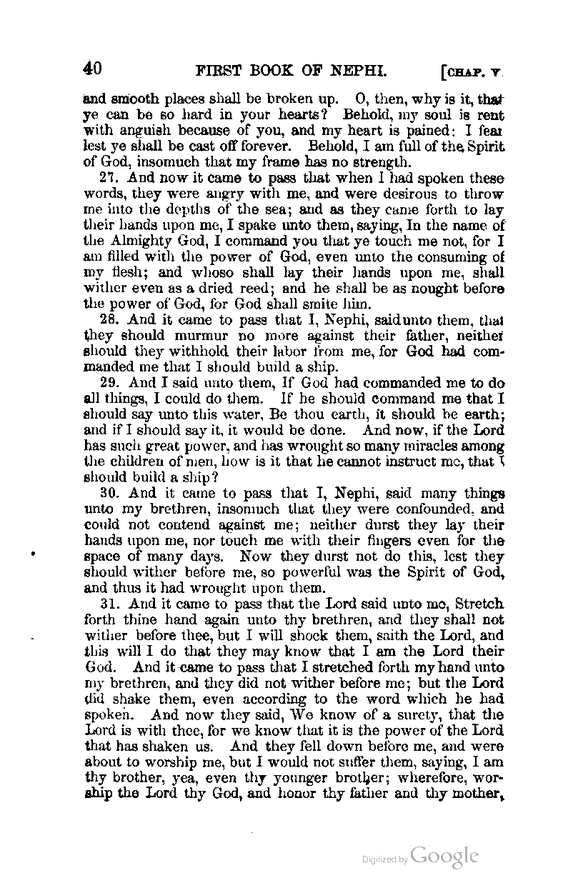 40 FIRST BOOK OF NEPHI. [CHAP. V
and smooth places shall be broken up. O, then, why is it, that
ye can be so hard in your hearts? Behold, my soul is rent
with anguish because of you, and my heart is pained: I fear
lest ye shall be cast off forever. Behold, I am full of the Spirit
of God, insomuch that my frame has no strength.
27. And now it came to pass that when I had spoken these
words, they were angry with me, and were desirous to throw
me into the depths of the sea; and as they came forth to lay
their hands upon me, I spake unto them, saying, In the name of
the Almighty God, I command you that ye touch me not, for I
am filled with the power of God, even unto the consuming of
my flesh; and whoso shall lay their hands upon me, shall
wither even as a dried reed; and he shall be as nought before
the power of God, for God shall smite him.
28. And it came to pass that I, Nephi, said unto them, that
they should murmur no more against their father, neither
should they withhold their labor from me, for God had com-
manded me that I should build a ship.
29. And I said unto them, If God had commanded me to do
all things, I could do them. If he should command me that I
should say unto this water, Be thou earth, it should be earth;
and if I should say it, it would be done. And now, if the Lord
has such great power, and has wrought so many miracles among
the children of men, how is it that he cannot instruct me, that I
should build a ship?
30. And it came to pass that I, Nephi, said many things
unto my brethren, insomuch that they were confounded, and
could not contend against me; neither durst they lay their
hands upon me, nor touch me with their fingers even for the
space of many days. Now they durst not do this, lest they
should wither before me, so powerful was the Spirit of God,
and thus it had wrought upon them.
31. And it came to pass that the Lord said unto me, Stretch
forth thine hand again unto thy brethren, and they shall not
wither before thee, but I will shock them, saith the Lord, and
this will I do that they may know that I am the Lord their
God. And it came to pass that I stretched forth my hand unto
my brethren, and they did not wither before me; but the Lord
did shake them, even according to the word which he had
spoken. And now they said, We know of a surety, that the
Lord is with thee, for we know that it is the power of the Lord
that has shaken us. And they fell down before me, and were
about to worship me, but I would not suffer them, saying, I am
thy brother, yea, even thy younger brother; wherefore, wor-
ship the Lord thy God, and honor thy father and thy mother,
Digitized by Google